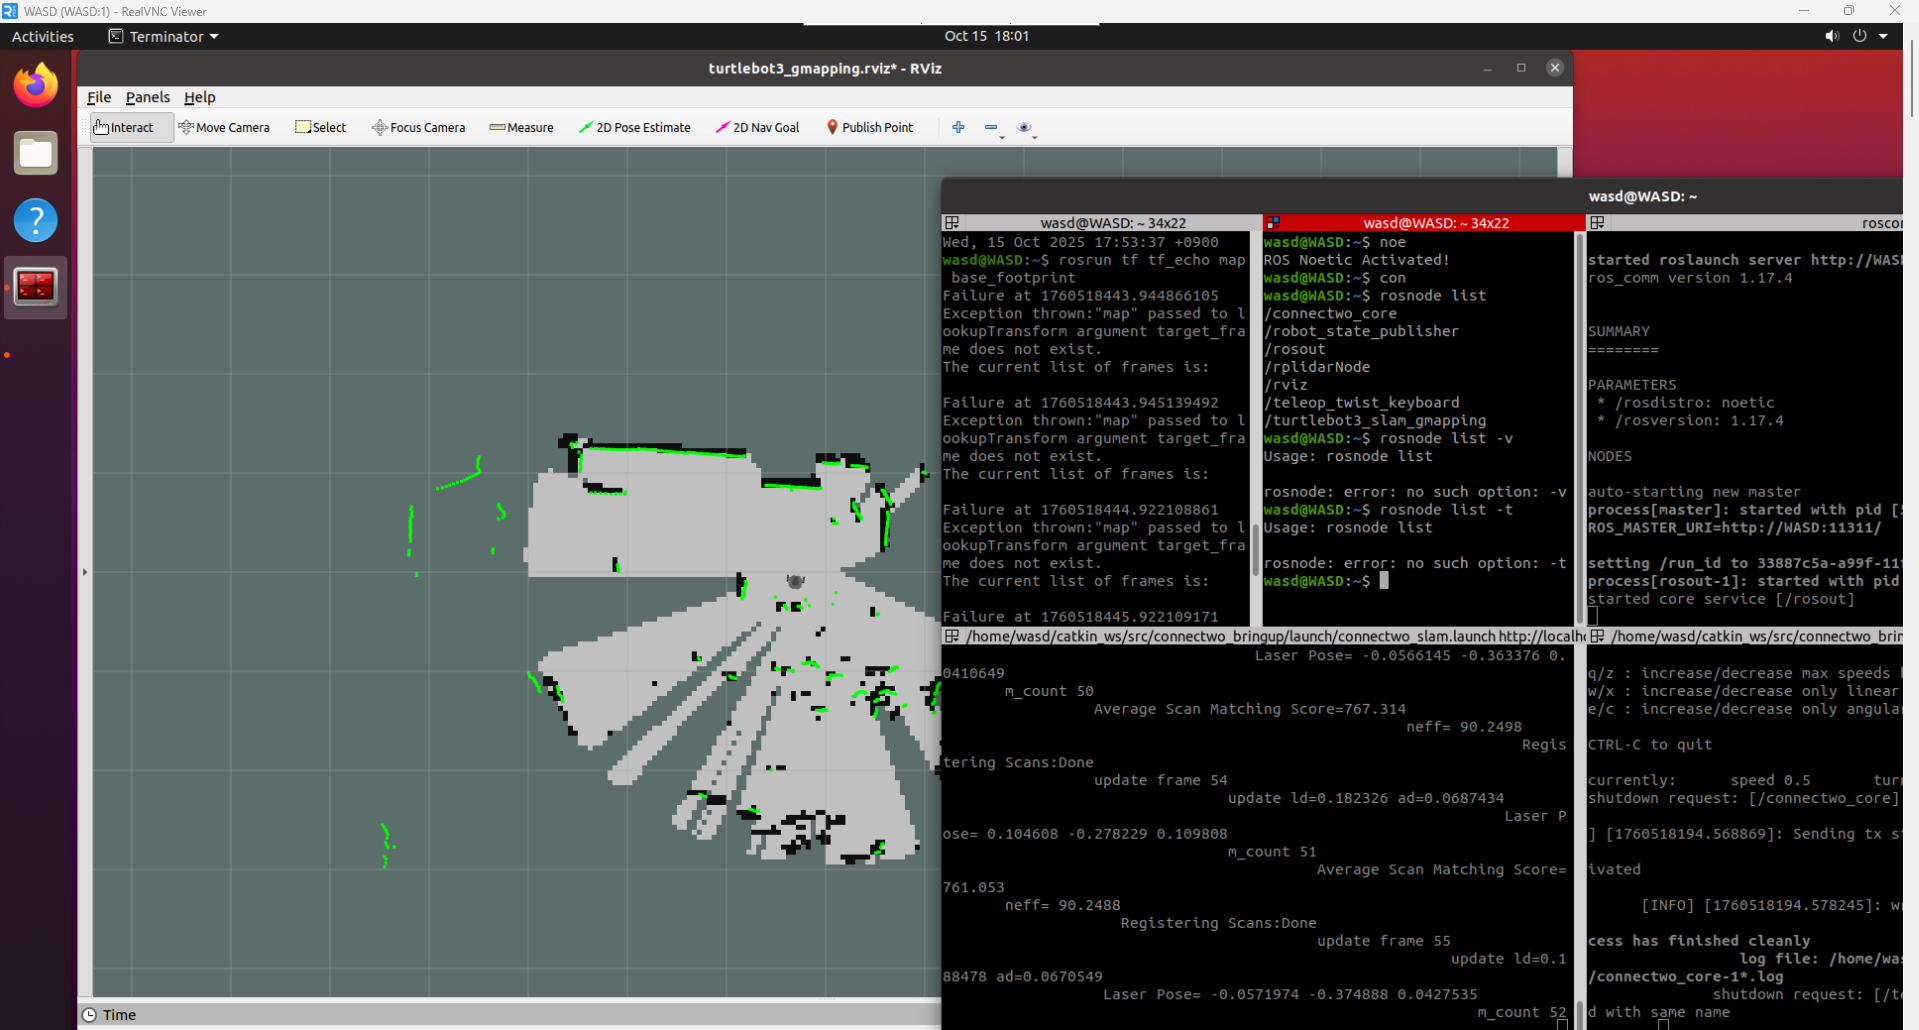 WASD (WASD:1) - RealVNC Viewer
Activities
Terminator
Oct 15 18:01
turtlebot3_gmapping.rviz* - RViz
File Panels Help
Interact Move Camera Select Focus Camera Measure 2D Pose Estimate 2D Nav Goal Publish Point
wasd@WASD: ~
wasd@WASD: ~ 34x22
Wed, 15 Oct 2025 17:53:37 +0900
wasd@WASD:~$ rosrun tf tf_echo map
base_footprint
Failure at 1760518443.944866105
Exception thrown:"map" passed to l
ookupTransform argument target_fra
me does not exist.
The current list of frames is:
Failure at 1760518443.945139492
Exception thrown:"map" passed to l
ookupTransform argument target_fra
me does not exist.
The current list of frames is:
Failure at 1760518444.922108861
Exception thrown:"map" passed to l
ookupTransform argument target_fra
me does not exist.
The current list of frames is:
Failure at 1760518445.922109171
wasd@WASD: ~ 34x22
wasd@WASD:~$ noe
ROS Noetic Activated!
wasd@WASD:~$ con
wasd@WASD:~$ rosnode list
/connectwo_core
/robot_state_publisher
/rosout
/rplidarNode
/rviz
/teleop_twist_keyboard
/turtlebot3_slam_gmapping
wasd@WASD:~$ rosnode list -v
Usage: rosnode list
rosnode: error: no such option: -v
wasd@WASD:~$ rosnode list -t
Usage: rosnode list
rosnode: error: no such option: -t
wasd@WASD:~$
roscor
started roslaunch server http://WAS
ros_comm version 1.17.4
SUMMARY
========
PARAMETERS
* /rosdistro: noetic
* /rosversion: 1.17.4
NODES
auto-starting new master
process[master]: started with pid [
ROS_MASTER_URI=http://WASD:11311/
setting /run_id to 33887c5a-a99f-11
process[rosout-1]: started with pid
started core service [/rosout]
/home/wasd/catkin_ws/src/connectwo_bringup/launch/connectwo_slam.launch http://localho
Laser Pose= -0.0566145 -0.363376 0.
0410649
m_count 50
Average Scan Matching Score=767.314
neff= 90.2498
Regis
tering Scans:Done
update frame 54
update ld=0.182326 ad=0.0687434
Laser P
ose= 0.104608 -0.278229 0.109808
m_count 51
Average Scan Matching Score=
761.053
neff= 90.2488
Registering Scans:Done
update frame 55
update ld=0.1
88478 ad=0.0670549
Laser Pose= -0.0571974 -0.374888 0.0427535
m_count 52
/home/wasd/catkin_ws/src/connectwo_brin
q/z : increase/decrease max speeds
w/x : increase/decrease only linear
e/c : increase/decrease only angula
CTRL-C to quit
currently: speed 0.5 tur
shutdown request: [/connectwo_core]
] [1760518194.568869]: Sending tx s
ivated
[INFO] [1760518194.578245]: w
cess has finished cleanly
log file: /home/was
/connectwo_core-1*.log
shutdown request: [/t
d with same name
Time